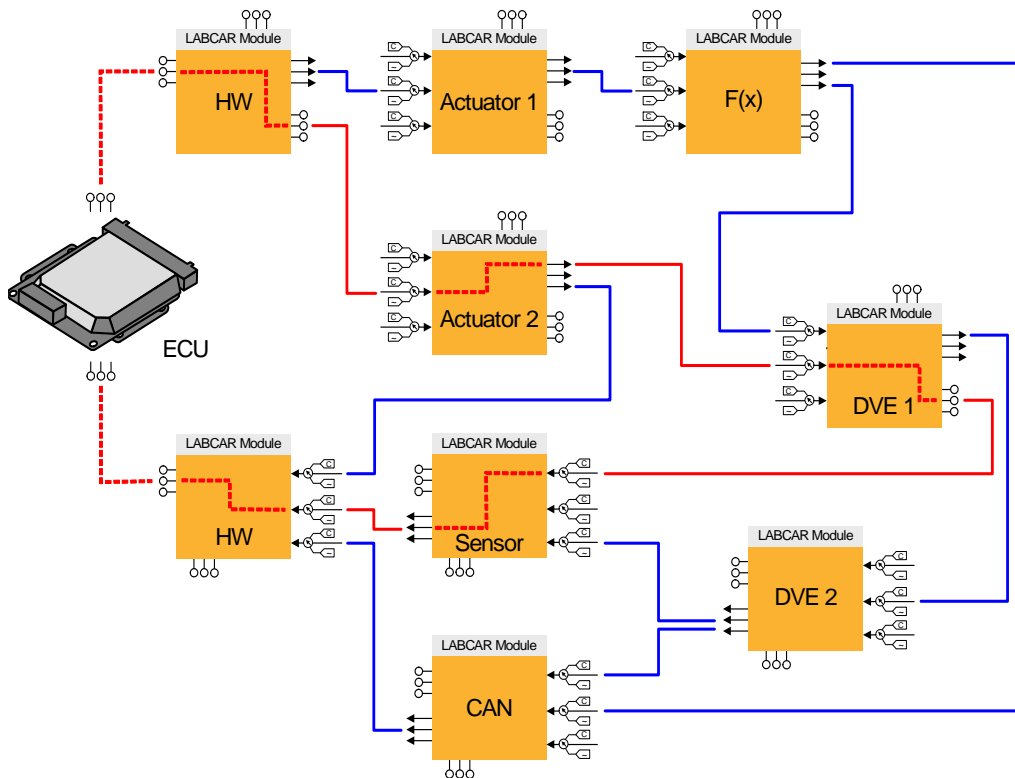 LABCAR Module
HW
LABCAR Module
Actuator 1
LABCAR Module
F(x)
LABCAR Module
Actuator 2
ECU
LABCAR Module
DVE 1
LABCAR Module
HW
LABCAR Module
Sensor
LABCAR Module
DVE 2
LABCAR Module
CAN
C
~
C
~
C
~
C
~
C
~
C
~
C
~
C
~
C
~
C
~
C
~
C
~
C
~
C
~
C
~
C
~
C
~
C
~
C
~
C
~
C
~
C
~
C
~
C
~